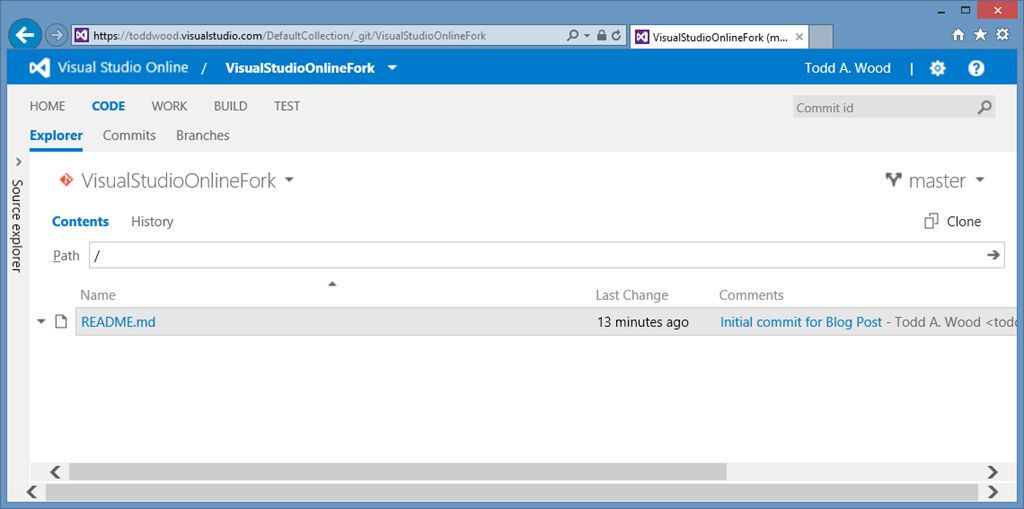 https://toddwood.visualstudio.com/DefaultCollection/_git/VisualStudioOnlineFork
VisualStudioOnlineFork (m...
Visual Studio Online / VisualStudioOnlineFork
Todd A. Wood |
HOME CODE WORK BUILD TEST
Commit id
Explorer Commits Branches
Source explorer
VisualStudioOnlineFork
master
Contents History
Clone
Path /
Name Last Change Comments
README.md 13 minutes ago Initial commit for Blog Post - Todd A. Wood <todd